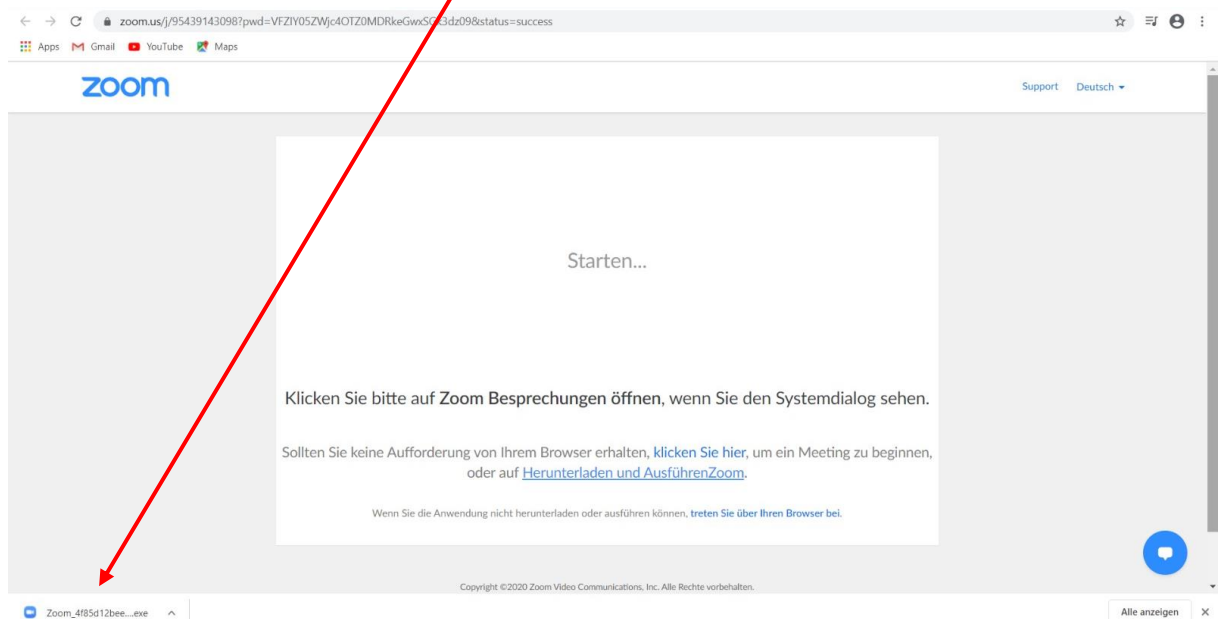 zoom.us/j/95439143098?pwd=VFZIY05ZWjc4OTZ0MDRkeGwxSGR3dz09&status=success
Apps Gmail YouTube Maps
zoom
Support Deutsch
Starten...
Klicken Sie bitte auf Zoom Besprechungen öffnen, wenn Sie den Systemdialog sehen.
Sollten Sie keine Aufforderung von Ihrem Browser erhalten, klicken Sie hier, um ein Meeting zu beginnen,
oder auf Herunterladen und AusführenZoom.
Wenn Sie die Anwendung nicht herunterladen oder ausführen können, treten Sie über Ihren Browser bei.
Copyright ©2020 Zoom Video Communications, Inc. Alle Rechte vorbehalten.
Zoom_4f85d12bee....exe
Alle anzeigen